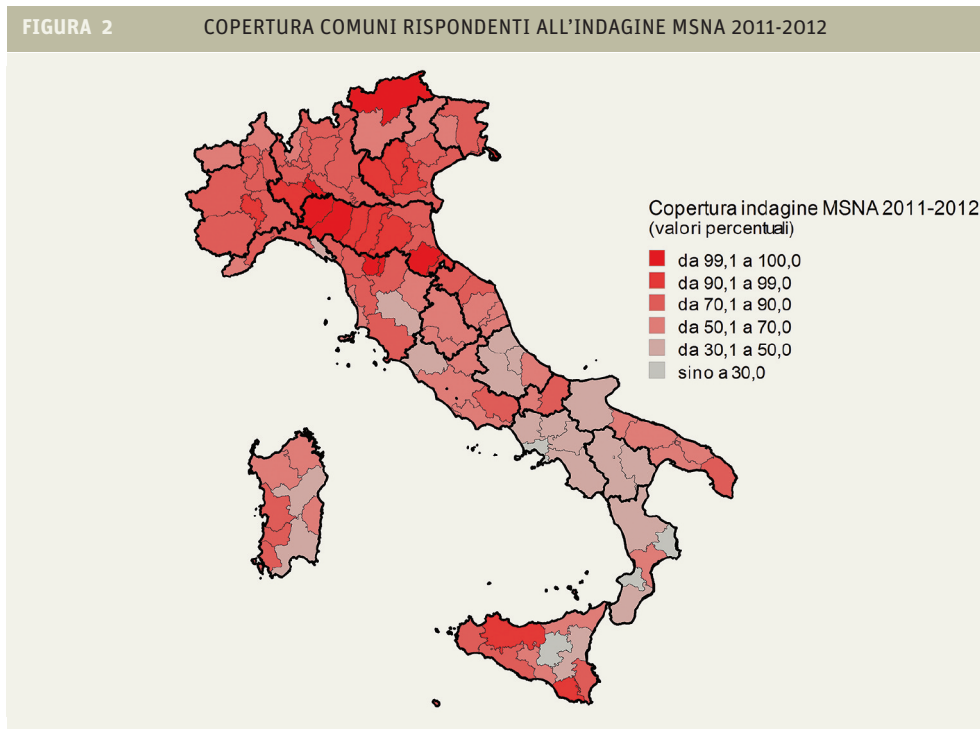 FIGURA 2 COPERTURA COMUNI RISPONDENTI ALL'INDAGINE MSNA 2011-2012
Copertura indagine MSNA 2011-2012
(valori percentuali)
da 99,1 a 100,0
da 90,1 a 99,0
da 70,1 a 90,0
da 50,1 a 70,0
da 30,1 a 50,0
sino a 30,0